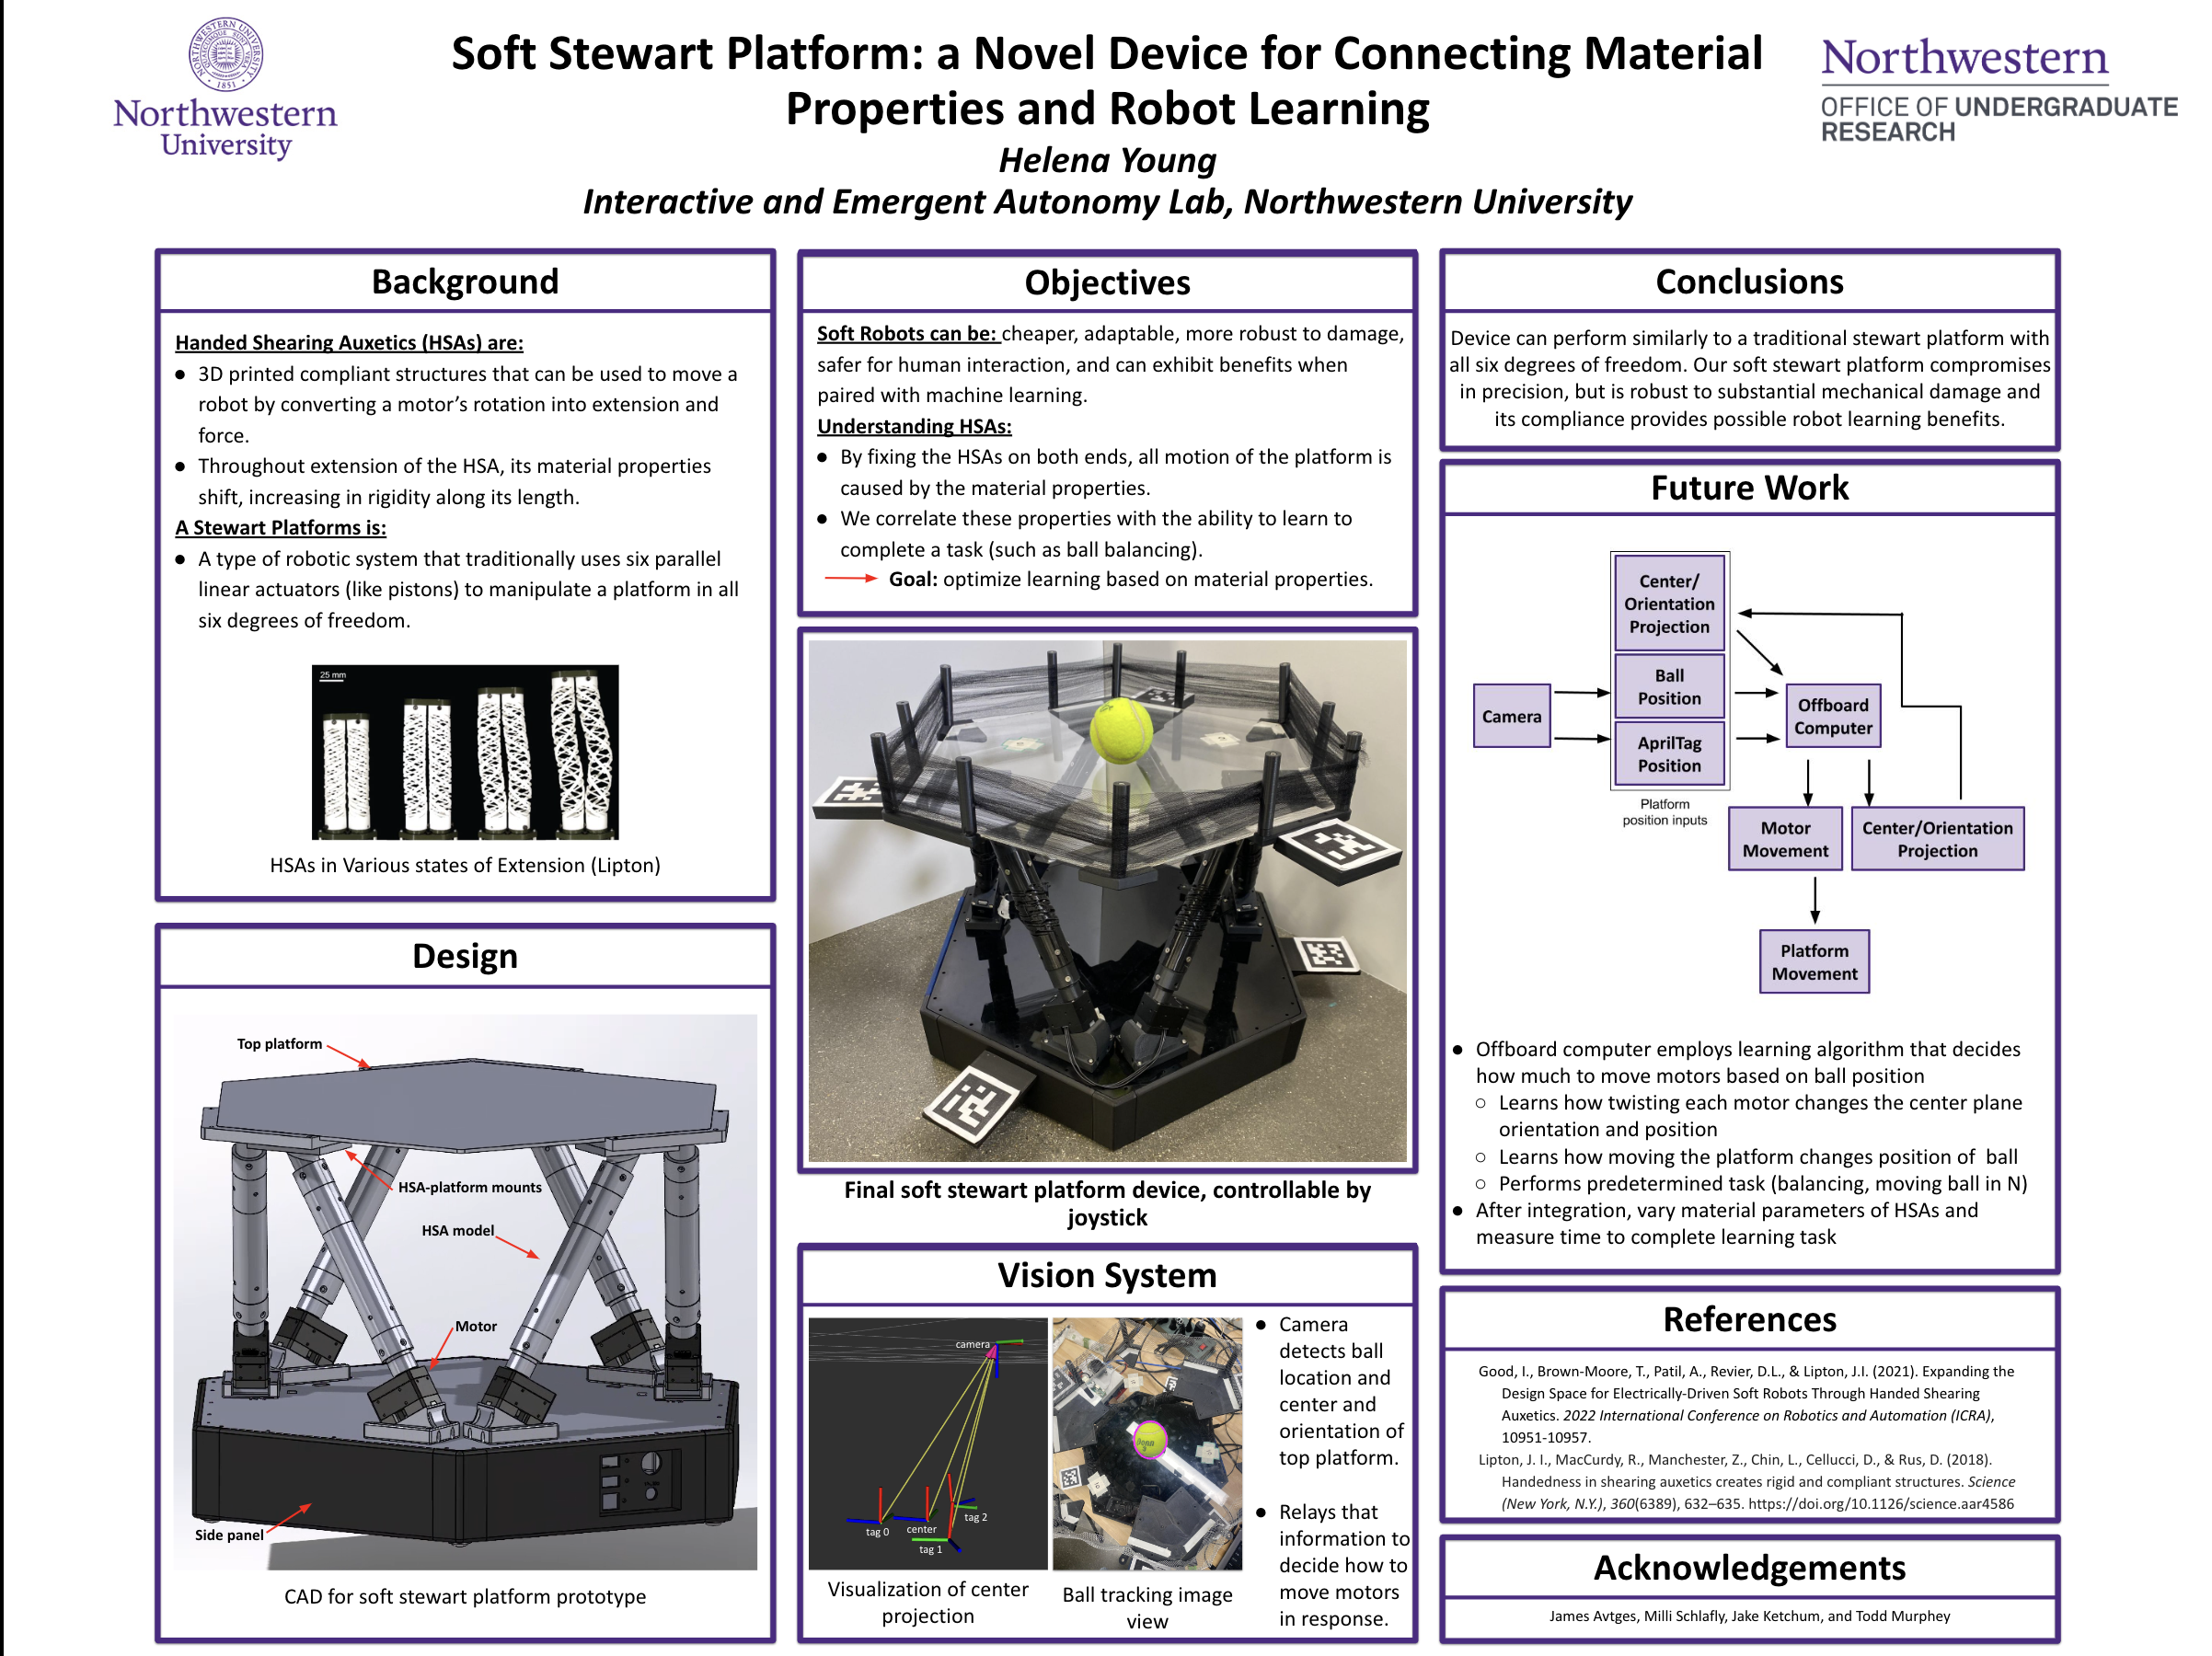 NORTHWESTERN UNIVERSITY
1851
Northwestern
University
Soft Stewart Platform: a Novel Device for Connecting Material
Properties and Robot Learning
Helena Young
Interactive and Emergent Autonomy Lab, Northwestern University
Northwestern
OFFICE OF UNDERGRADUATE
RESEARCH
Background
Handed Shearing Auxetics (HSAs) are:
● 3D printed compliant structures that can be used to move a
robot by converting a motor’s rotation into extension and
force.
● Throughout extension of the HSA, its material properties
shift, increasing in rigidity along its length.
A Stewart Platforms is:
● A type of robotic system that traditionally uses six parallel
linear actuators (like pistons) to manipulate a platform in all
six degrees of freedom.
25 mm
HSAs in Various states of Extension (Lipton)
Design
Top platform
HSA-platform mounts
HSA model
Motor
Side panel
CAD for soft stewart platform prototype
Objectives
Soft Robots can be: cheaper, adaptable, more robust to damage,
safer for human interaction, and can exhibit benefits when
paired with machine learning.
Understanding HSAs:
● By fixing the HSAs on both ends, all motion of the platform is
caused by the material properties.
● We correlate these properties with the ability to learn to
complete a task (such as ball balancing).
Goal: optimize learning based on material properties.
Final soft stewart platform device, controllable by
joystick
Vision System
camera
tag 0
center
tag 1
tag 2
Visualization of center
projection
Penn
Ball tracking image
view
● Camera
detects ball
location and
center and
orientation of
top platform.
● Relays that
information to
decide how to
move motors
in response.
Conclusions
Device can perform similarly to a traditional stewart platform with
all six degrees of freedom. Our soft stewart platform compromises
in precision, but is robust to substantial mechanical damage and
its compliance provides possible robot learning benefits.
Future Work
Camera
Center/
Orientation
Projection
Ball
Position
AprilTag
Position
Platform
position inputs
Offboard
Computer
Motor
Movement
Center/Orientation
Projection
Platform
Movement
● Offboard computer employs learning algorithm that decides
how much to move motors based on ball position
○ Learns how twisting each motor changes the center plane
orientation and position
○ Learns how moving the platform changes position of  ball
○ Performs predetermined task (balancing, moving ball in N)
● After integration, vary material parameters of HSAs and
measure time to complete learning task
References
Good, I., Brown-Moore, T., Patil, A., Revier, D.L., & Lipton, J.I. (2021). Expanding the
Design Space for Electrically-Driven Soft Robots Through Handed Shearing
Auxetics. 2022 International Conference on Robotics and Automation (ICRA),
10951-10957.
Lipton, J. I., MacCurdy, R., Manchester, Z., Chin, L., Cellucci, D., & Rus, D. (2018).
Handedness in shearing auxetics creates rigid and compliant structures. Science
(New York, N.Y.), 360(6389), 632–635. https://doi.org/10.1126/science.aar4586
Acknowledgements
James Avtges, Milli Schlafly, Jake Ketchum, and Todd Murphey